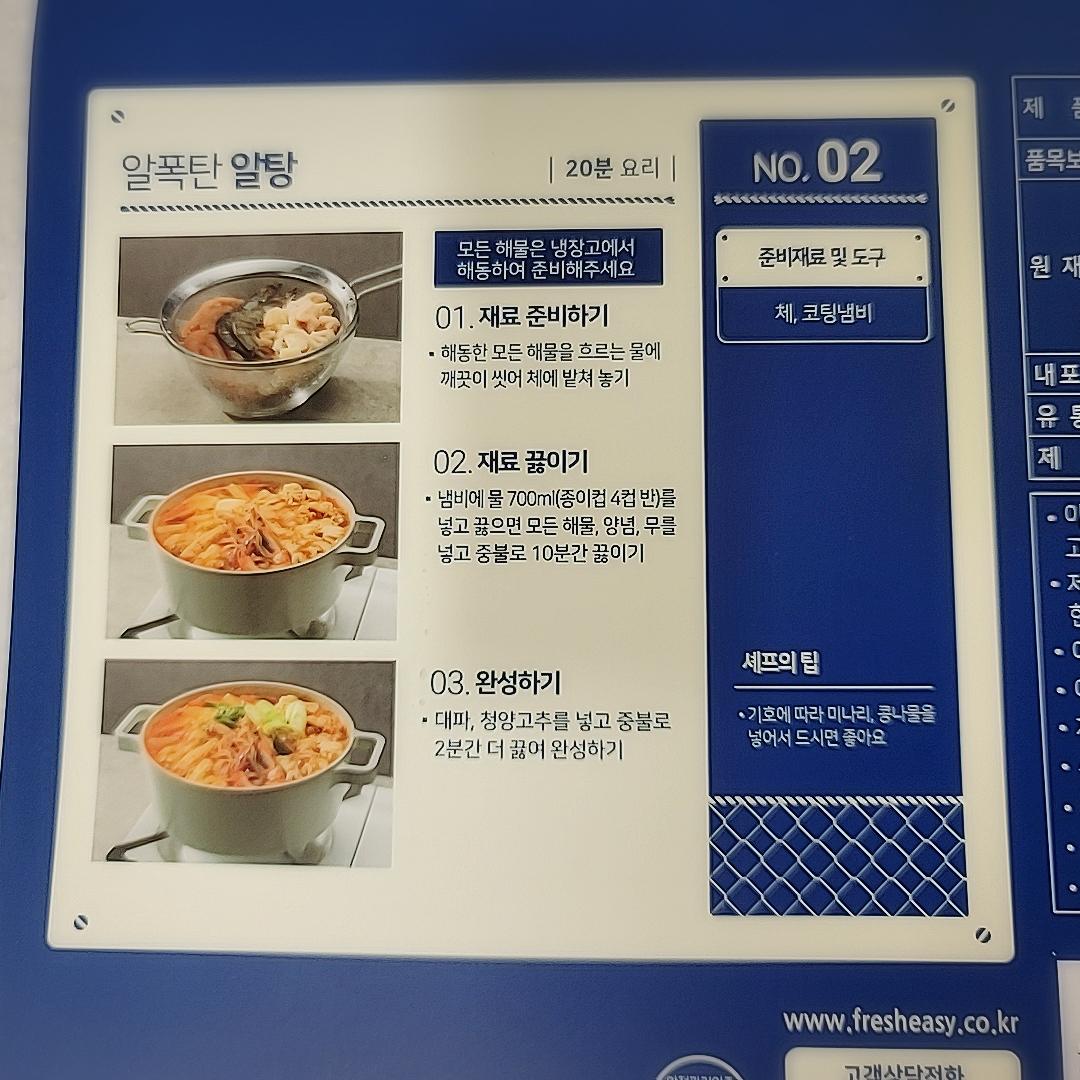 알폭탄 알탕
20분 요리
모든 해물은 냉장고에서
해동하여 준비해주세요
01. 재료 준비하기
해동한 모든 해물을 흐르는 물에
깨끗이 씻어 체에 받쳐 놓기
02. 재료 끓이기
냄비에 물 700ml(종이컵 4컵 반)를
넣고 끓으면 모든 해물, 양념, 무를
넣고 중불로 10분간 끓이기
03. 완성하기
대파, 청양고추를 넣고 중불로
2분간 더 끓여 완성하기
NO. 02
준비재료 및 도구
체, 코팅냄비
셰프의 팁
기호에 따라 미나리, 콩나물을
넣어서 드시면 좋아요
제
품목보
원 재
내포
유 통
제
www.fresheasy.co.kr
고객상담전화